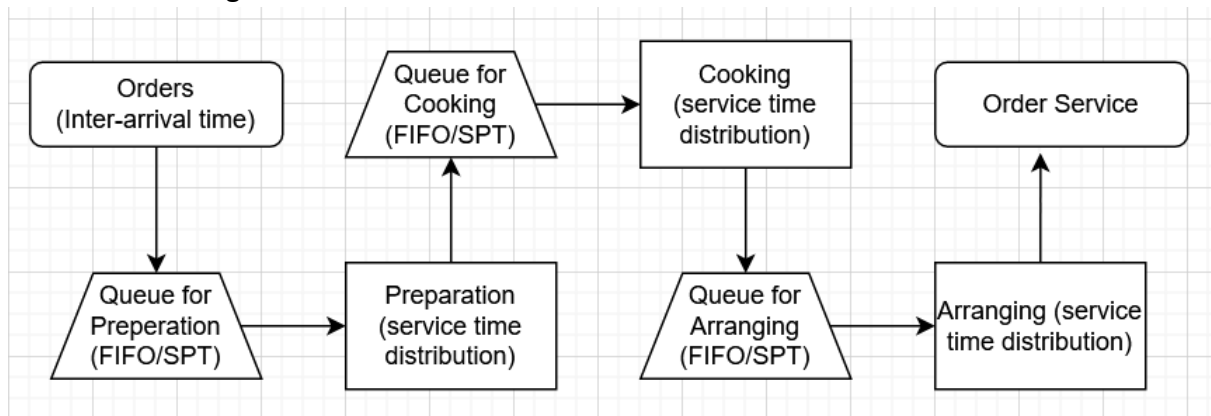 Orders
(Inter-arrival time)
Queue for
Preperation
(FIFO/SPT)
Preparation
(service time
distribution)
Queue for
Cooking
(FIFO/SPT)
Cooking
(service time
distribution)
Queue for
Arranging
(FIFO/SPT)
Arranging (service
time distribution)
Order Service